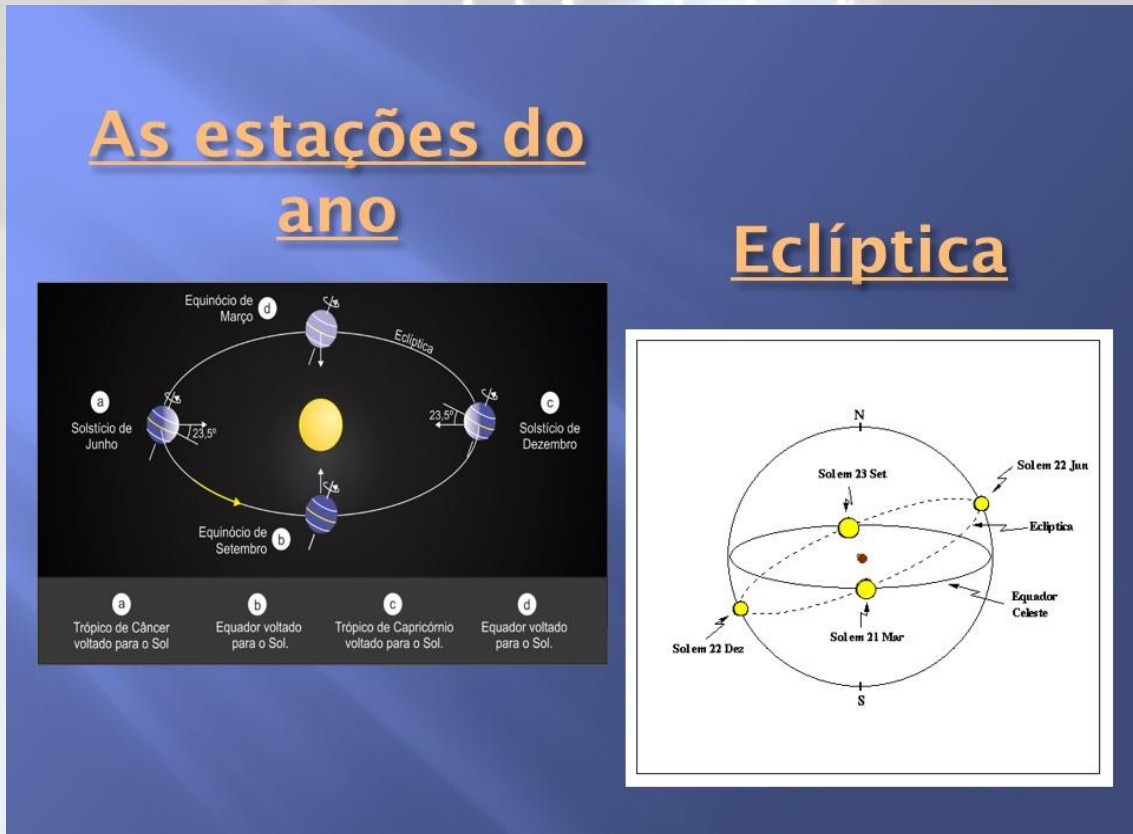 As estações do
ano
Eclíptica
Equinócio de
Março
d
Eclíptica
a
Solstício de
Junho
23,5º
23,5º
c
Solstício de
Dezembro
Equinócio de
Setembro
b
a
Trópico de Câncer
voltado para o Sol
b
Equador voltado
para o Sol.
c
Trópico de Capricórnio
voltado para o Sol.
d
Equador voltado
para o Sol.
N
Sol em 23 Set
Sol em 22 Jun
Eclíptica
Equador
Celeste
Sol em 21 Mar
Sol em 22 Dez
S